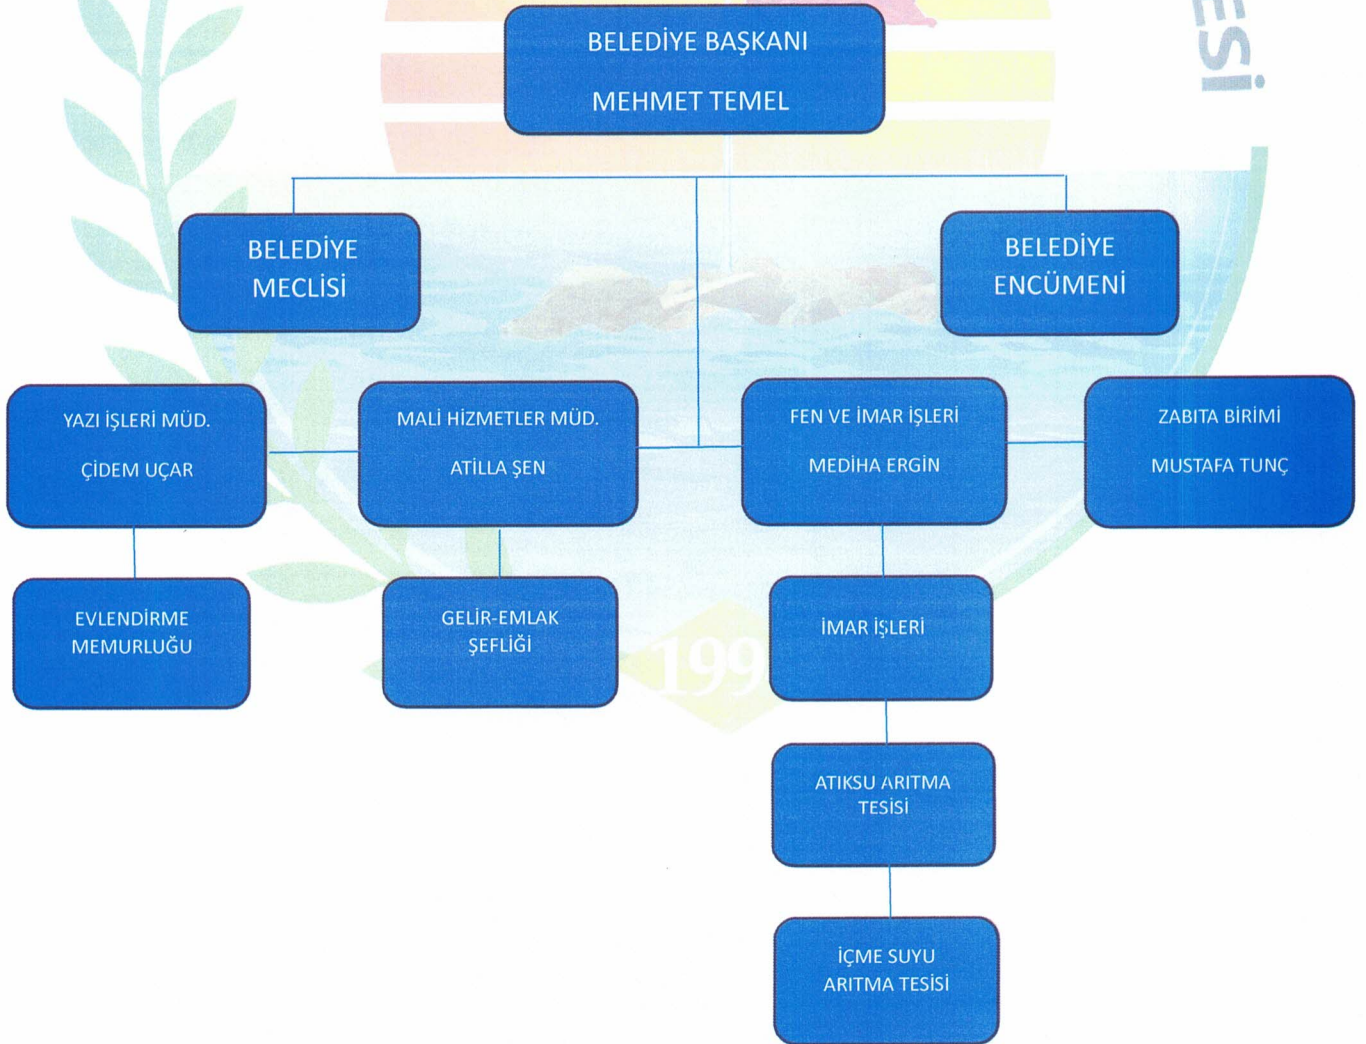 BELEDİYE BAŞKANI
MEHMET TEMEL
ESİ
BELEDİYE
MECLİSİ
BELEDİYE
ENCÜMENİ
YAZI İŞLERİ MÜD.
ÇİDEM UÇAR
MALİ HİZMETLER MÜD.
ATİLLA ŞEN
FEN VE İMAR İŞLERİ
MEDİHA ERGİN
ZABITA BİRİMİ
MUSTAFA TUNÇ
EVLENDİRME
MEMURLUĞU
GELİR-EMLAK
ŞEFLİĞİ
İMAR İŞLERİ
199
ATIKSU ARITMA
TESİSİ
İÇME SUYU
ARITMA TESİSİ